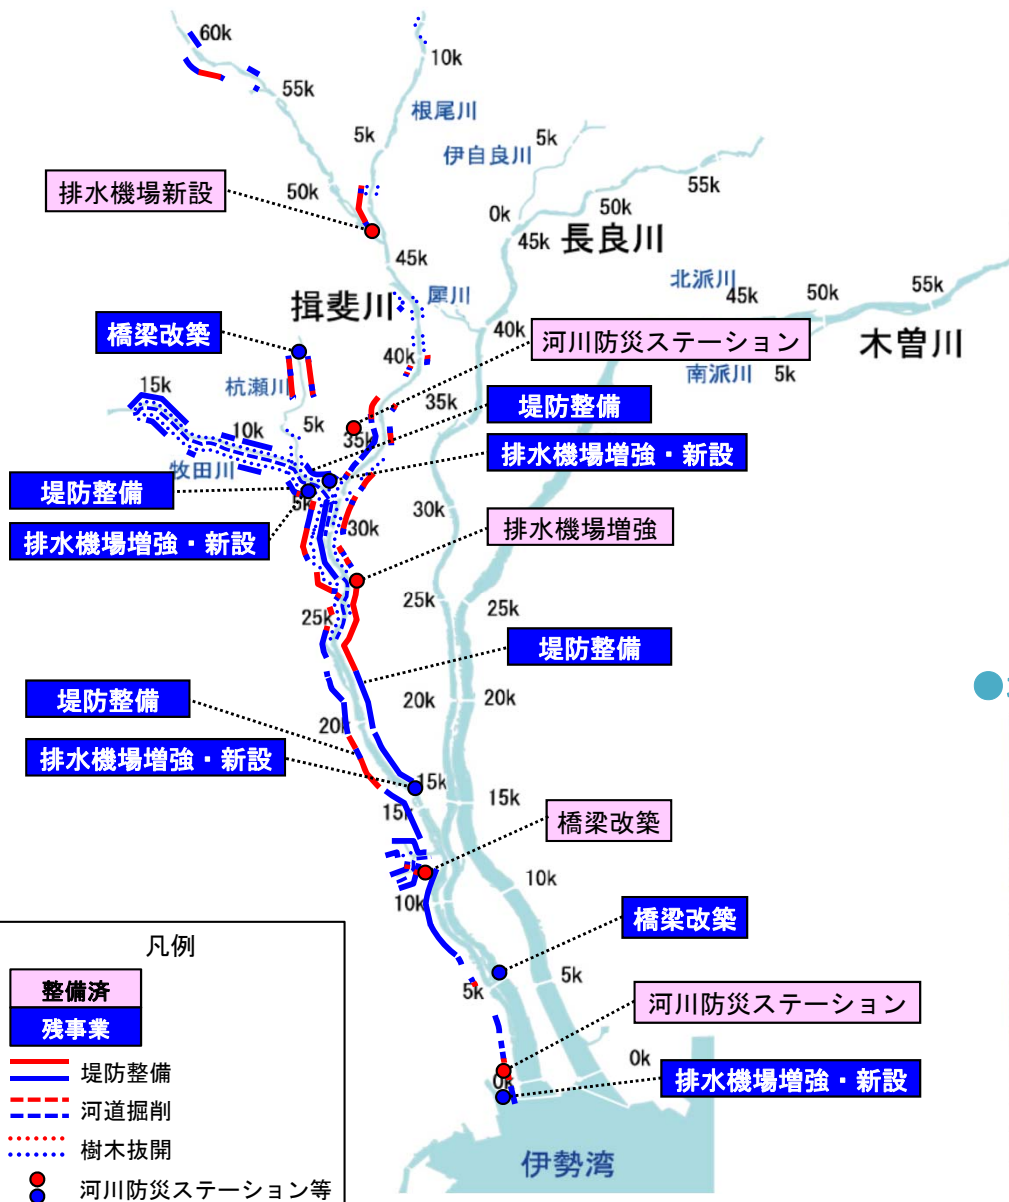 60k
10k
55k
根尾川
5k
伊自良川
5k
55k
排水機場新設
50k
0k
50k
45k
長良川
45k
北派川
揖斐川
犀川
45k
50k
55k
橋梁改築
40k
河川防災ステーション
木曽川
40k
南派川
5k
15k
杭瀬川
35k
堤防整備
5k
10k
35k
排水機場増強・新設
牧田川
堤防整備
5k
30k
排水機場増強・新設
30k
排水機場増強
25k
25k
25k
堤防整備
堤防整備
20k
20k
20k
排水機場増強・新設
15k
15k
15k
橋梁改築
10k
10k
橋梁改築
5k
5k
河川防災ステーション
0k
0k
排水機場増強・新設
伊勢湾
凡例
整備済
残事業
堤防整備
河道掘削
樹木抜開
河川防災ステーション等